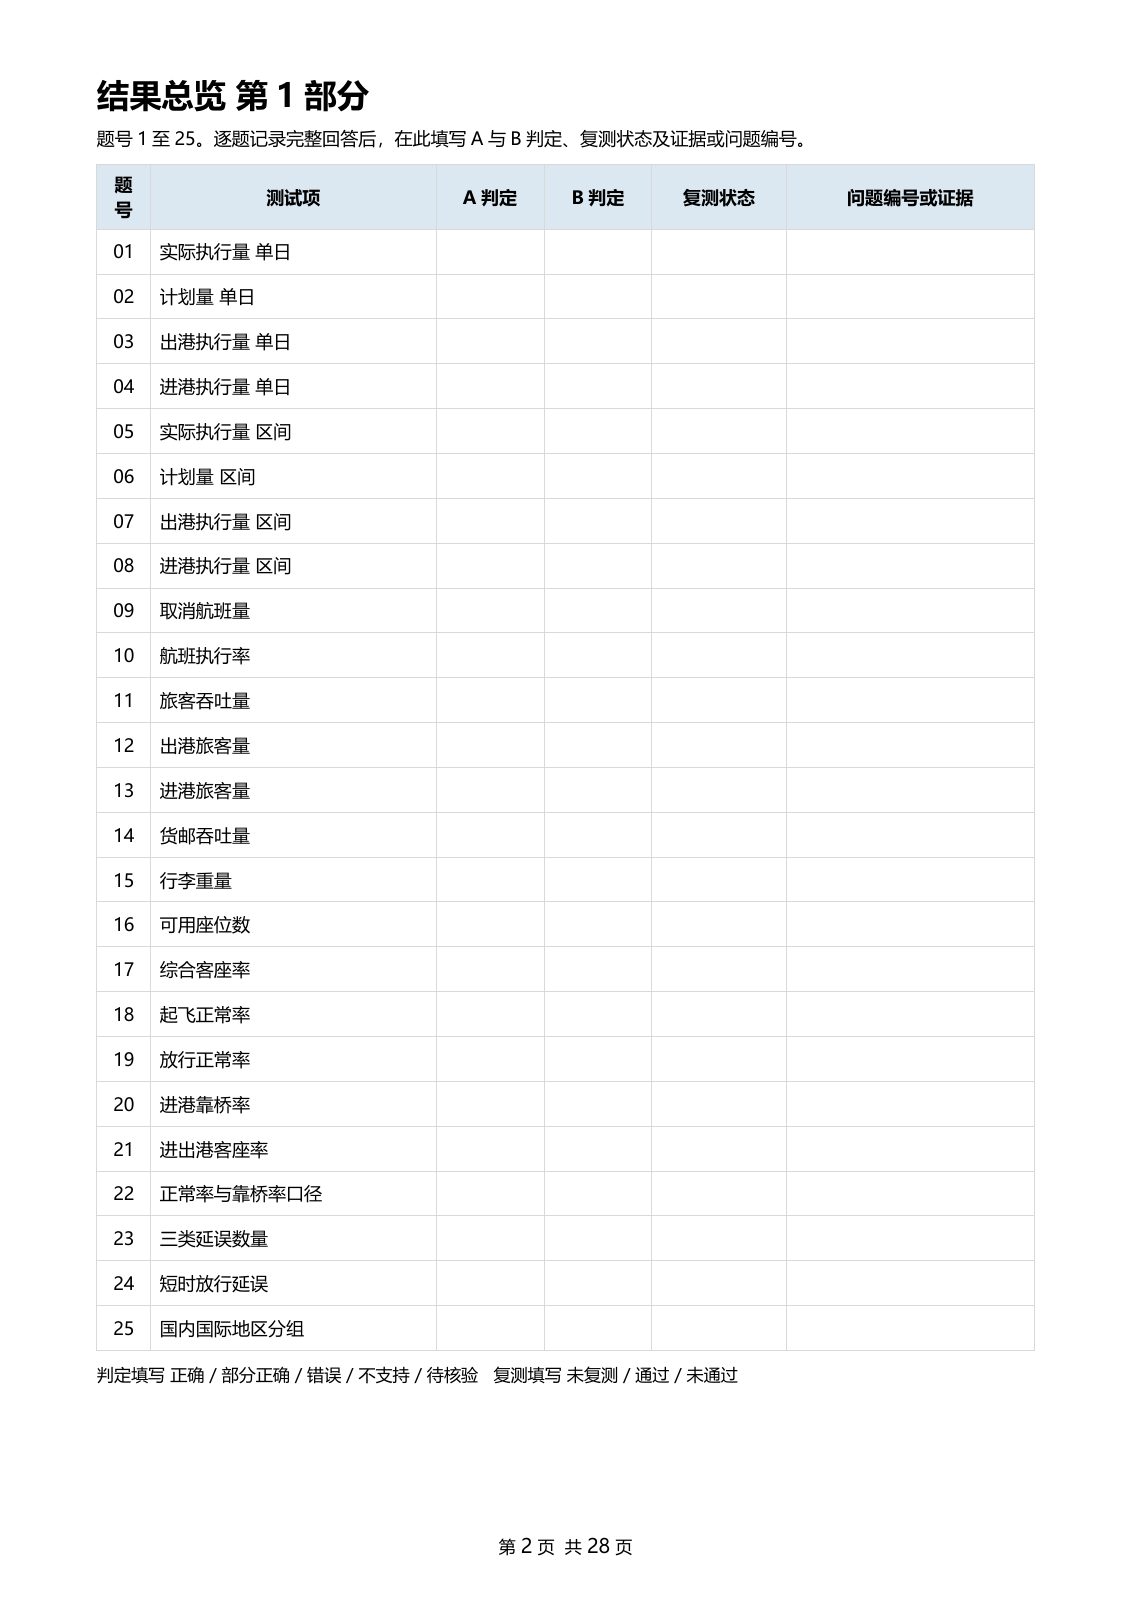 结果总览 第 1 部分
题号 1 至 25。逐题记录完整回答后，在此填写 A 与 B 判定、复测状态及证据或问题编号。
题号 测试项 A 判定 B 判定 复测状态 问题编号或证据
01 实际执行量 单日
02 计划量 单日
03 出港执行量 单日
04 进港执行量 单日
05 实际执行量 区间
06 计划量 区间
07 出港执行量 区间
08 进港执行量 区间
09 取消航班量
10 航班执行率
11 旅客吞吐量
12 出港旅客量
13 进港旅客量
14 货邮吞吐量
15 行李重量
16 可用座位数
17 综合客座率
18 起飞正常率
19 放行正常率
20 进港靠桥率
21 进出港客座率
22 正常率与靠桥率口径
23 三类延误数量
24 短时放行延误
25 国内国际地区分组
判定填写 正确 / 部分正确 / 错误 / 不支持 / 待核验 复测填写 未复测 / 通过 / 未通过
第 2 页 共 28 页